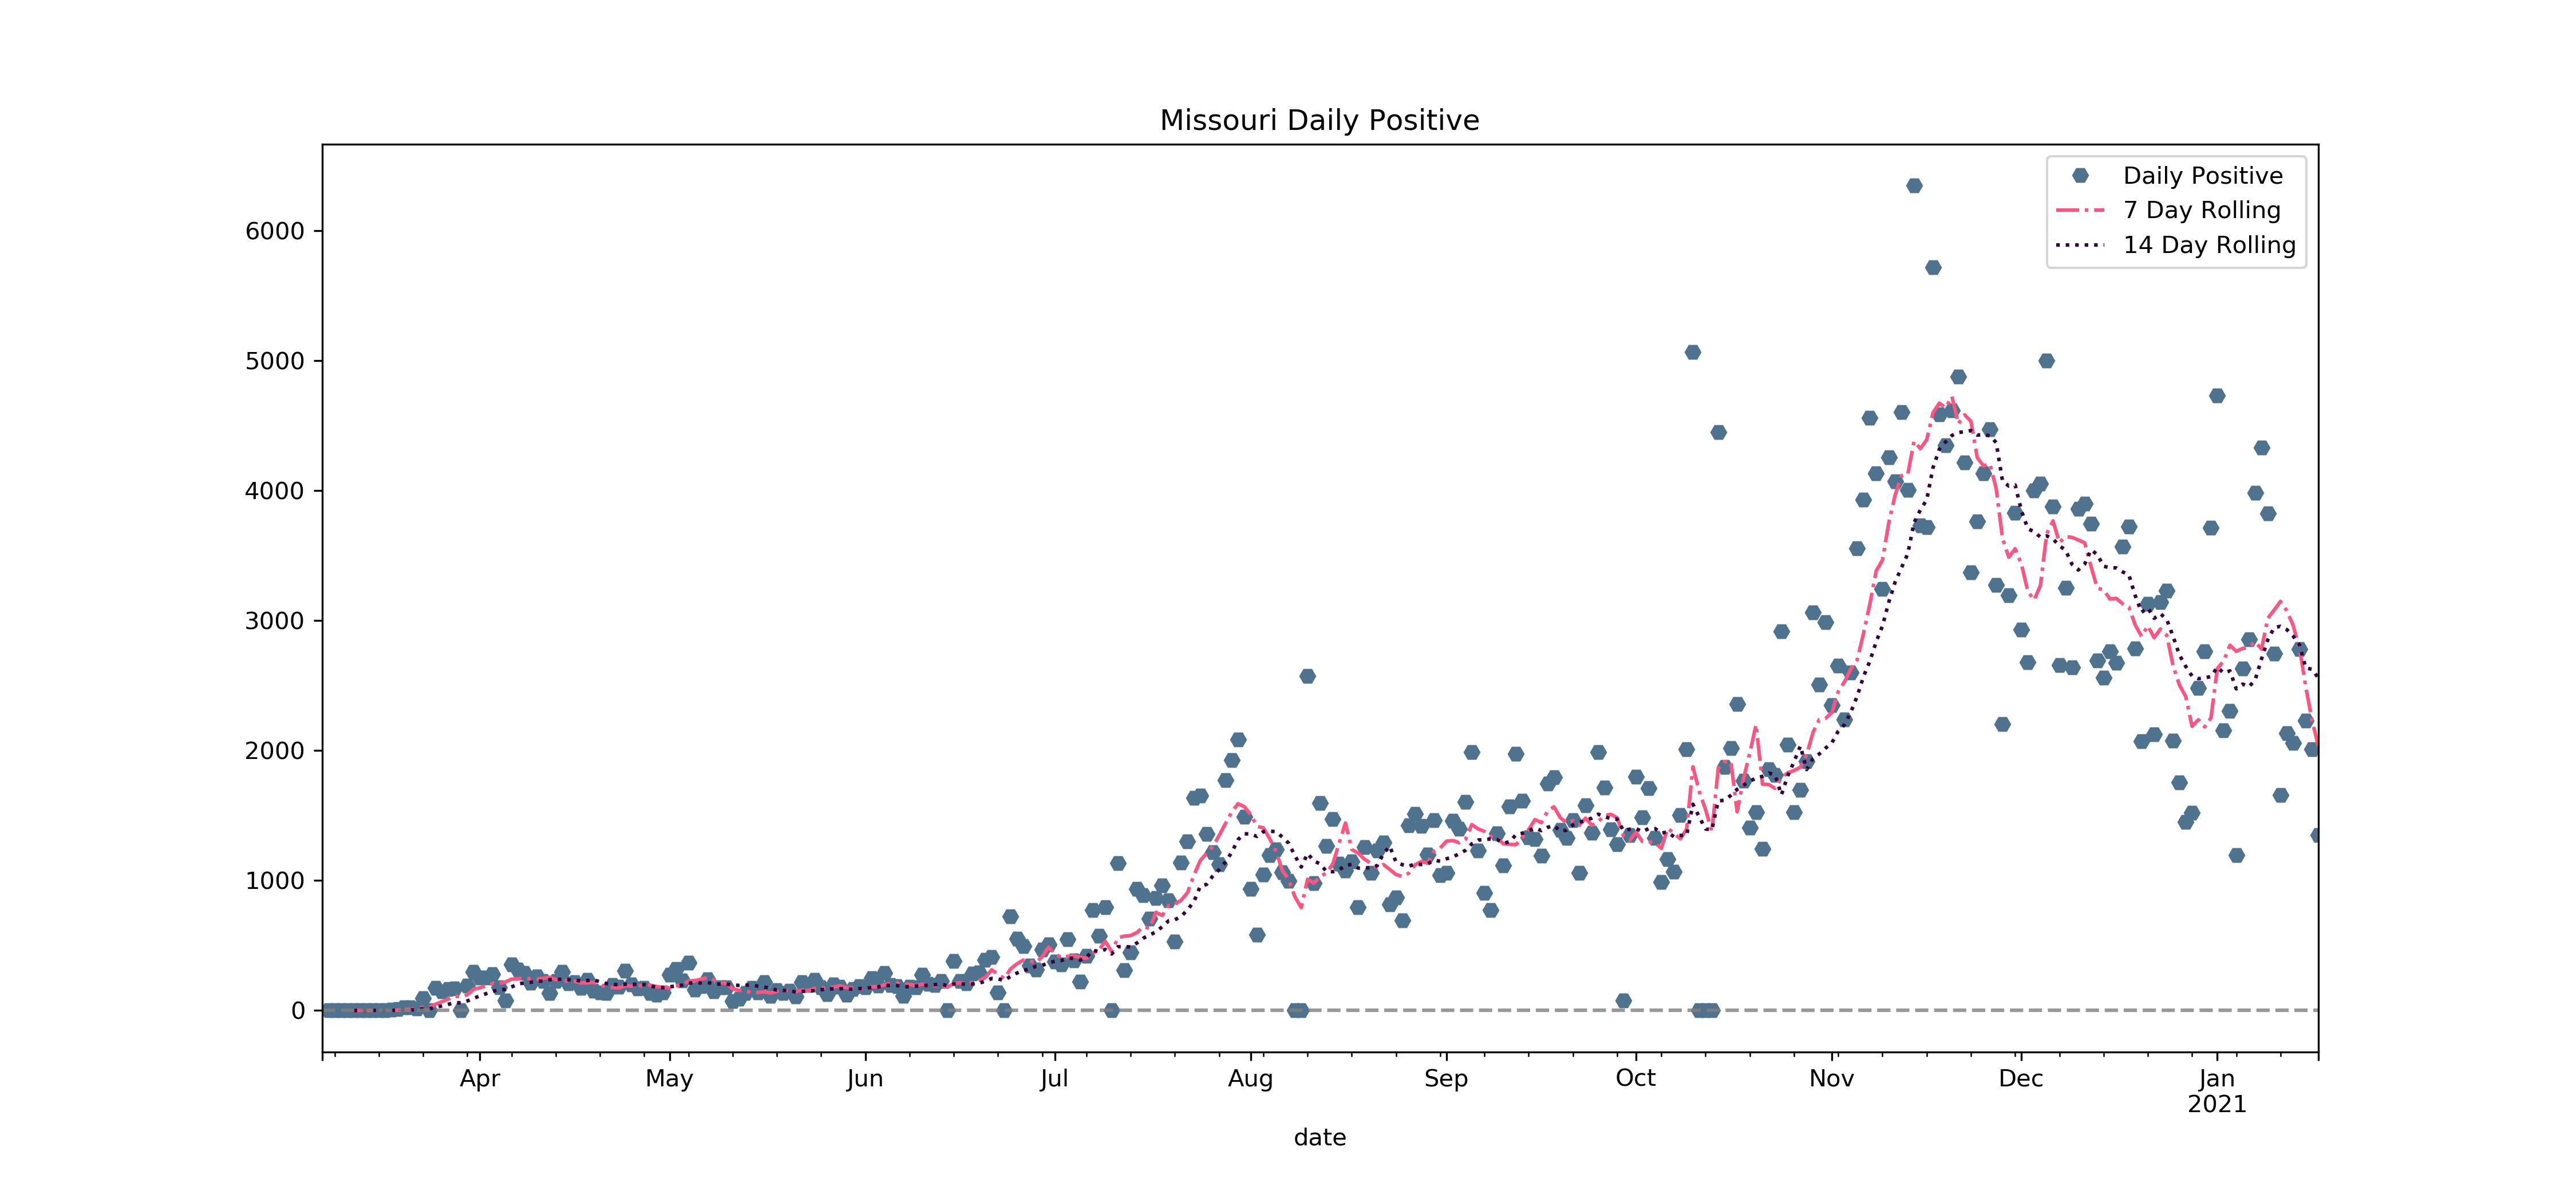 Missouri Daily Positive
Daily Positive
7 Day Rolling
14 Day Rolling
6000
5000
4000
3000
2000
1000
0
Apr May Jun Jul Aug Sep Oct Nov Dec Jan
2021
date